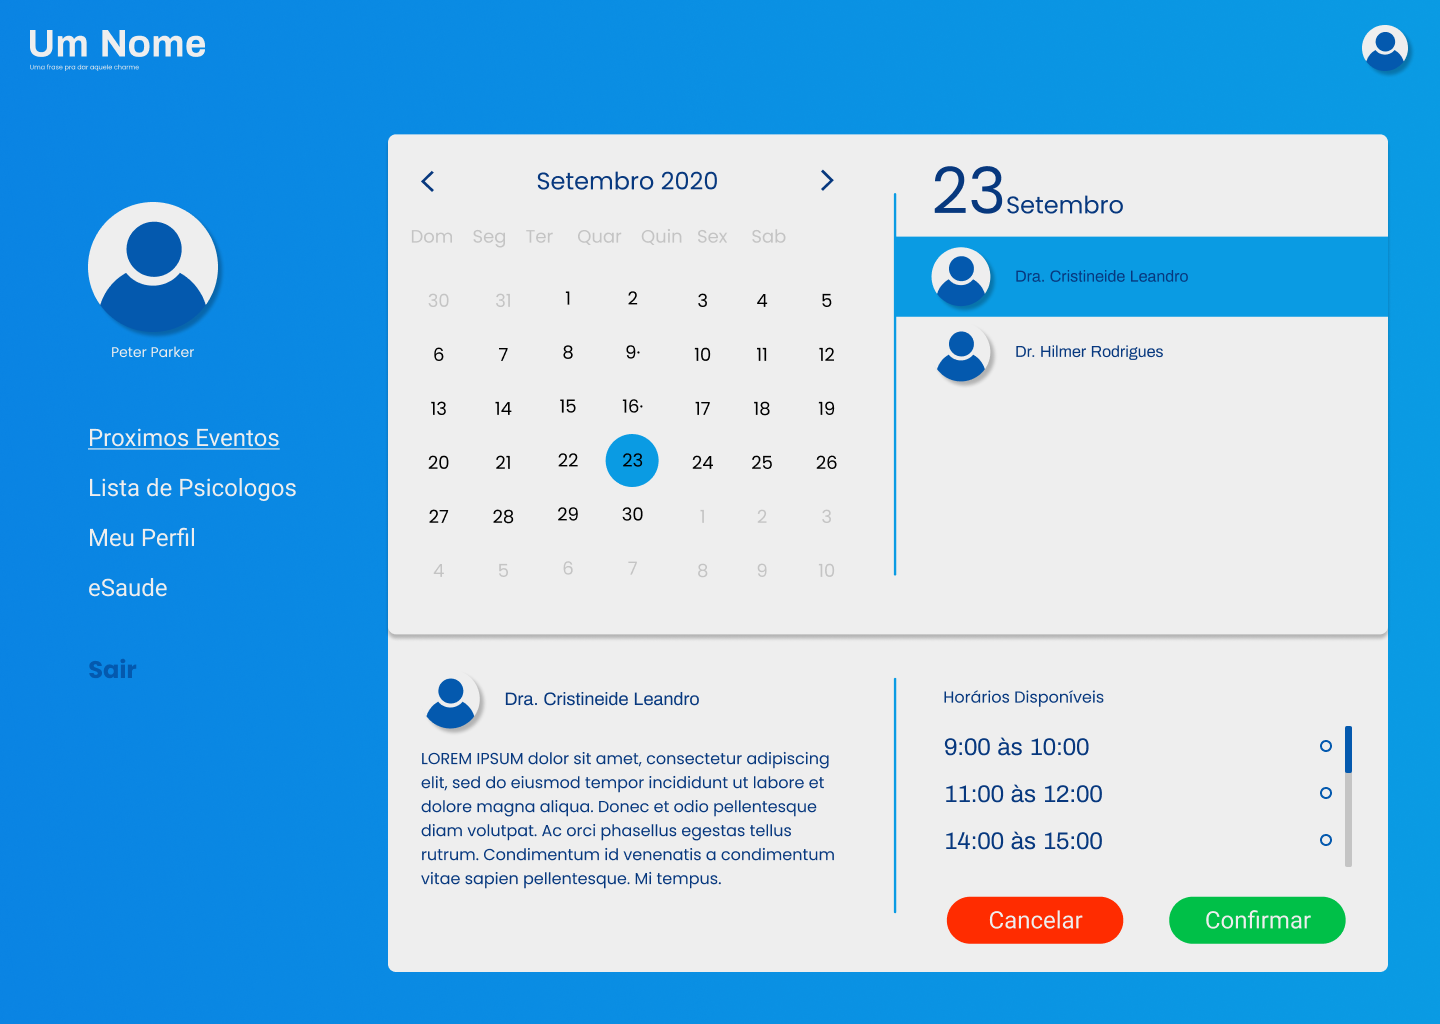 Um Nome
Uma frase pra dar aquele charme
Peter Parker
Proximos Eventos
Lista de Psicologos
Meu Perfil
eSaude
Sair
Setembro 2020
Dom Seg Ter Quar Quin Sex Sab
30 31 1 2 3 4 5
6 7 8 9· 10 11 12
13 14 15 16· 17 18 19
20 21 22 23 24 25 26
27 28 29 30 1 2 3
4 5 6 7 8 9 10
23 Setembro
Dra. Cristineide Leandro
Dr. Hilmer Rodrigues
Dra. Cristineide Leandro
LOREM IPSUM dolor sit amet, consectetur adipiscing
elit, sed do eiusmod tempor incididunt ut labore et
dolore magna aliqua. Donec et odio pellentesque
diam volutpat. Ac orci phasellus egestas tellus
rutrum. Condimentum id venenatis a condimentum
vitae sapien pellentesque. Mi tempus.
Horários Disponíveis
9:00 às 10:00
11:00 às 12:00
14:00 às 15:00
Cancelar
Confirmar